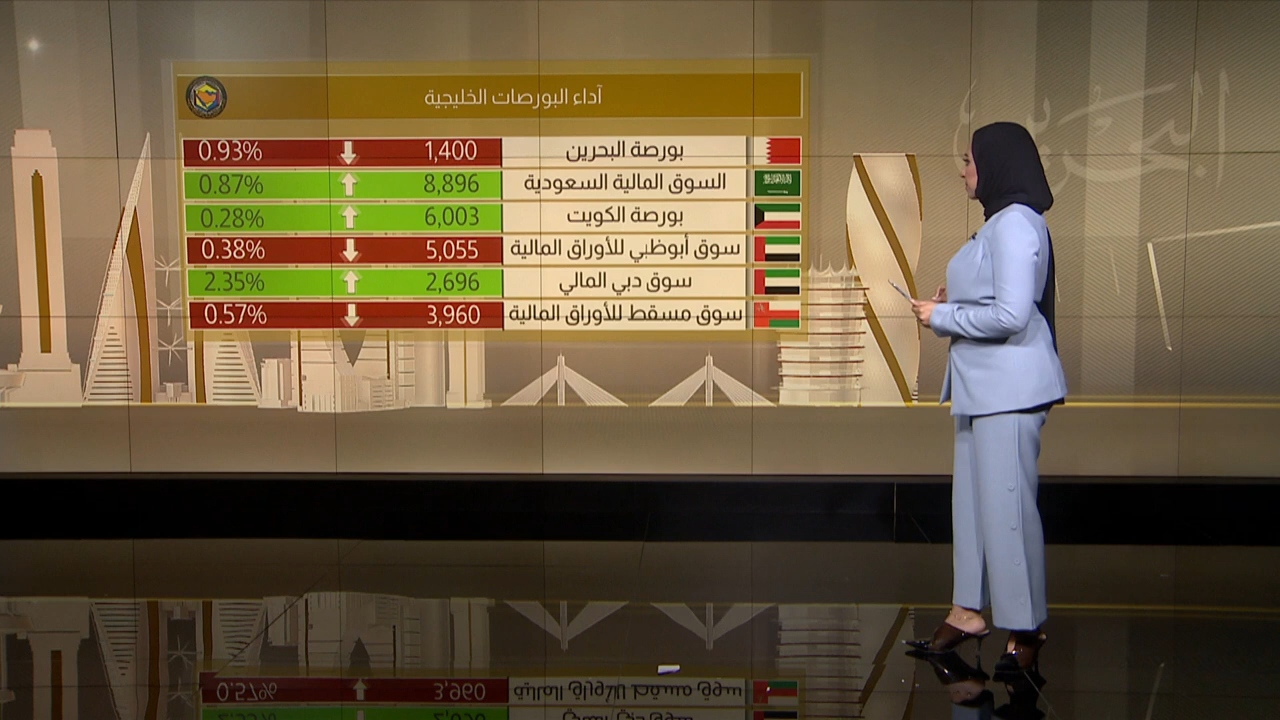 آداء البورصات الخليجية
بورصة البحرين 1,400 0.93%
السوق المالية السعودية 8,896 0.87%
بورصة الكويت 6,003 0.28%
سوق أبوظبي للأوراق المالية 5,055 0.38%
سوق دبي المالي 2,696 2.35%
سوق مسقط للأوراق المالية 3,960 0.57%
البحرين